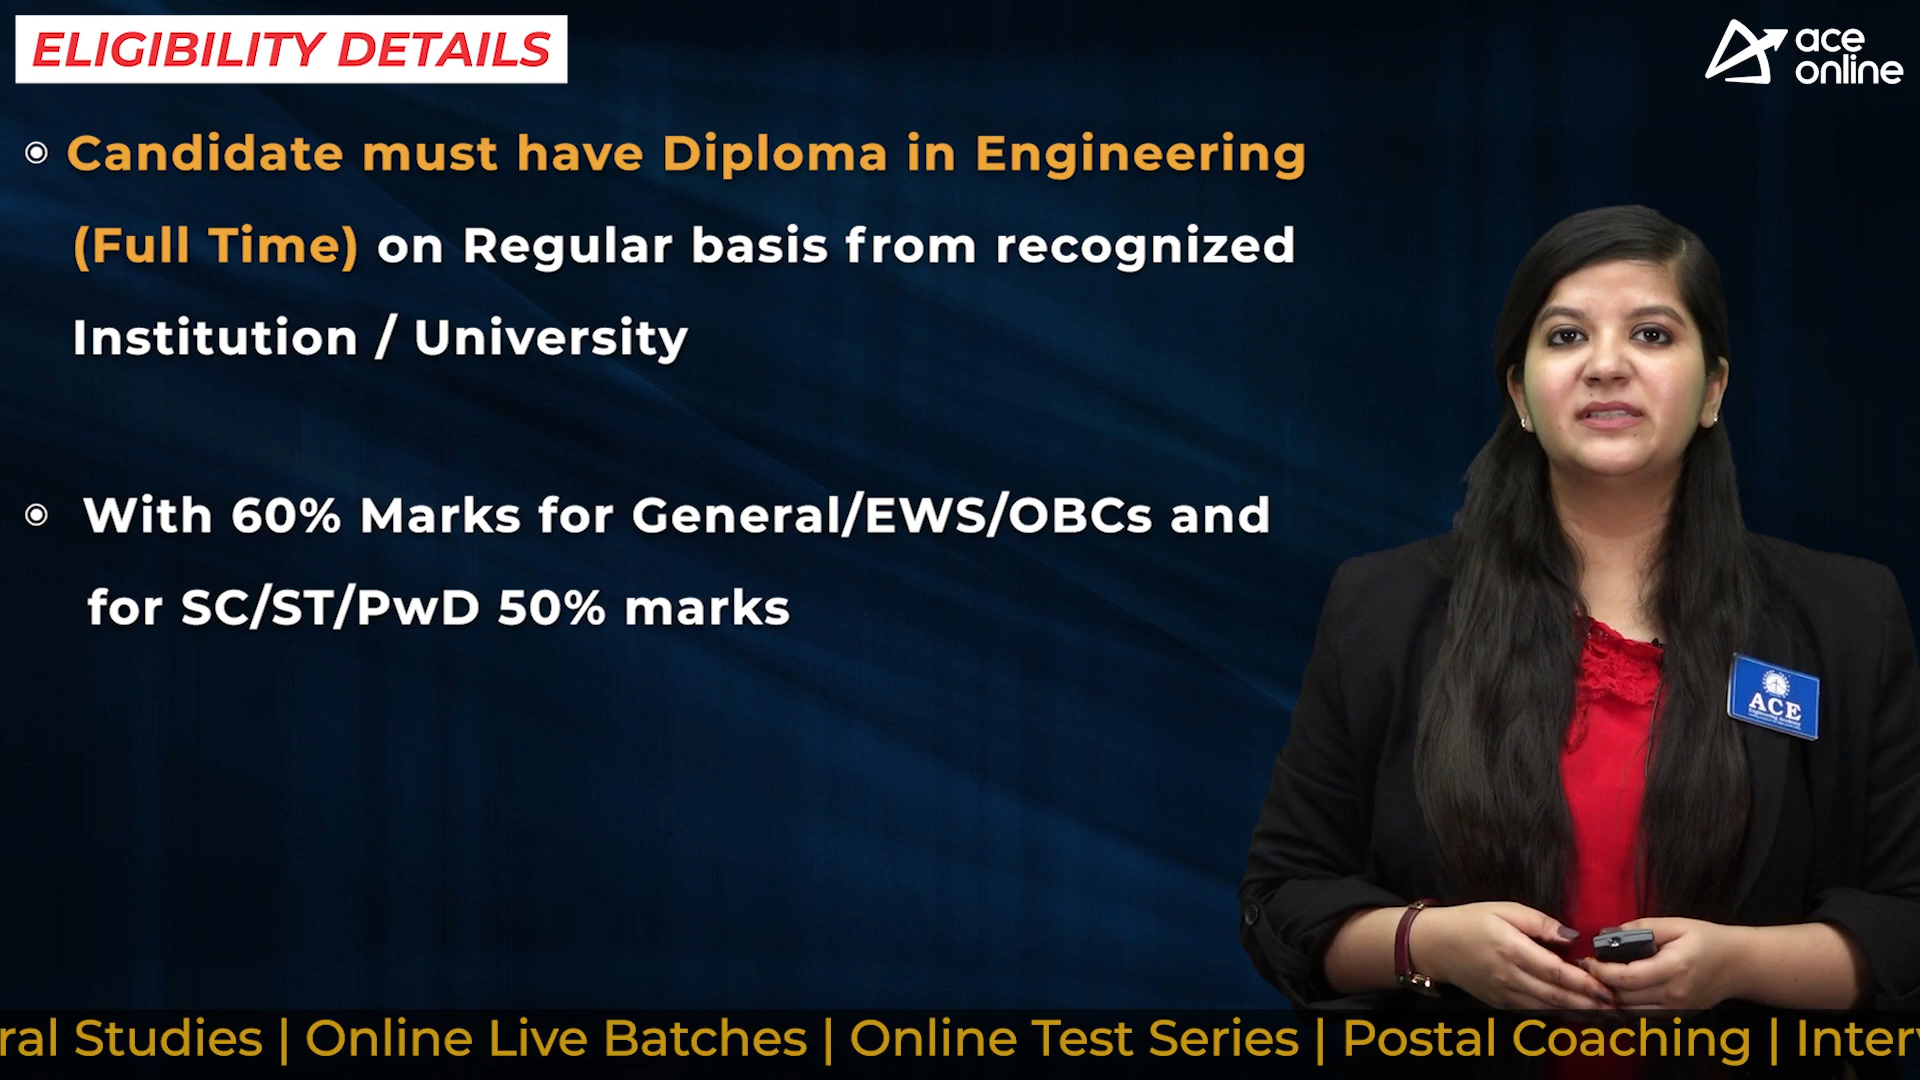 ELIGIBILITY DETAILS
ace
online
Candidate must have Diploma in Engineering
(Full Time) on Regular basis from recognized
Institution / University
With 60% Marks for General/EWS/OBCs and
for SC/ST/PwD 50% marks
ACE
Engineering Academy
ral Studies | Online Live Batches | Online Test Series | Postal Coaching | Inter